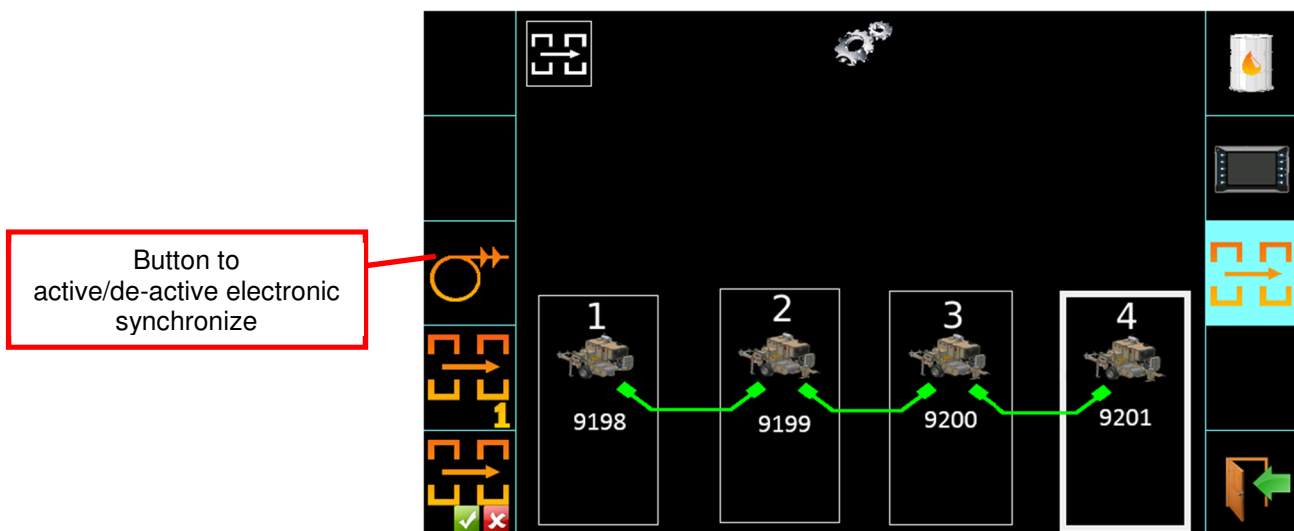 Button to
active/de-active electronic
synchronize
1
1 2 3 4
9198 9199 9200 9201